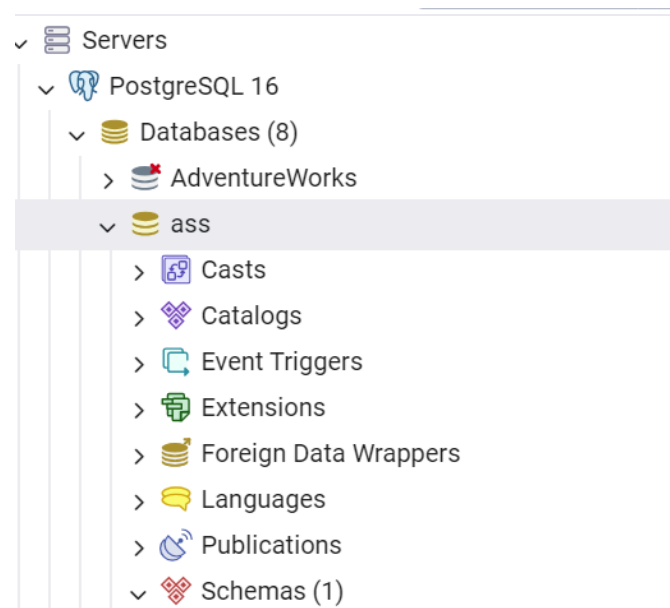 Servers
PostgreSQL 16
Databases (8)
AdventureWorks
ass
Casts
Catalogs
Event Triggers
Extensions
Foreign Data Wrappers
Languages
Publications
Schemas (1)